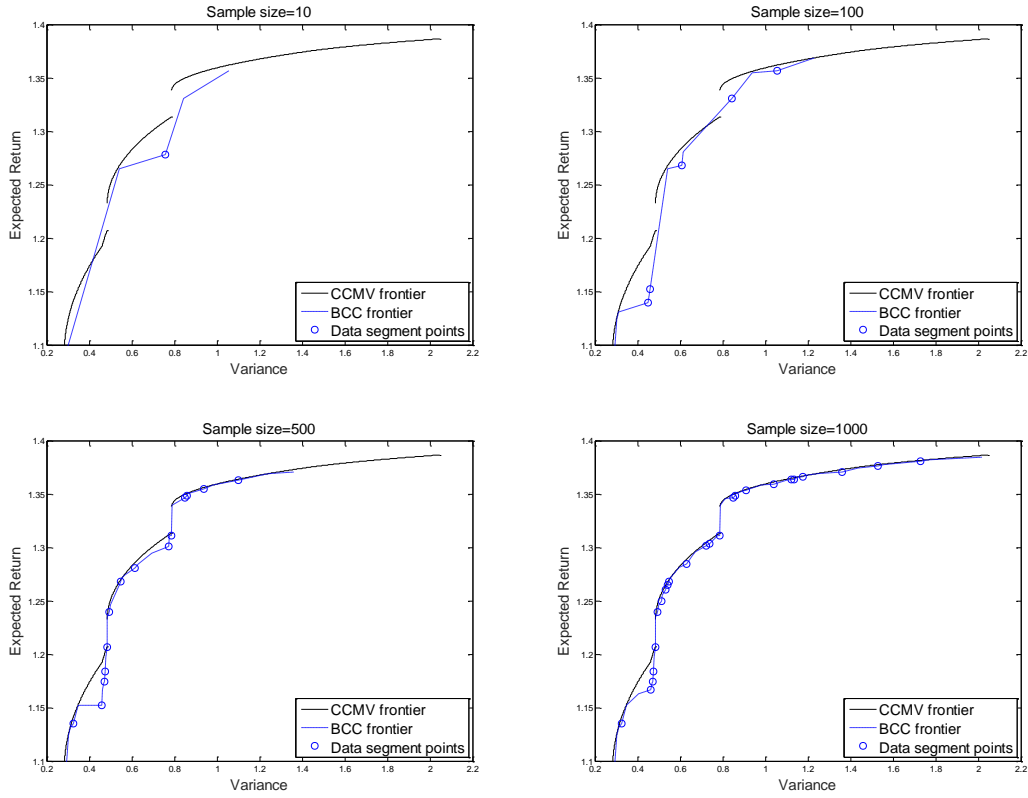 Sample size=10
1.4
1.35
1.3
1.25
1.2
1.15
1.1
Expected Return
0.2 0.4 0.6 0.8 1 1.2 1.4 1.6 1.8 2 2.2
Variance
CCMV frontier
BCC frontier
Data segment points
Sample size=100
1.4
1.35
1.3
1.25
1.2
1.15
1.1
Expected Return
0.2 0.4 0.6 0.8 1 1.2 1.4 1.6 1.8 2 2.2
Variance
CCMV frontier
BCC frontier
Data segment points
Sample size=500
1.4
1.35
1.3
1.25
1.2
1.15
1.1
Expected Return
0.2 0.4 0.6 0.8 1 1.2 1.4 1.6 1.8 2 2.2
Variance
CCMV frontier
BCC frontier
Data segment points
Sample size=1000
1.4
1.35
1.3
1.25
1.2
1.15
1.1
Expected Return
0.2 0.4 0.6 0.8 1 1.2 1.4 1.6 1.8 2 2.2
Variance
CCMV frontier
BCC frontier
Data segment points